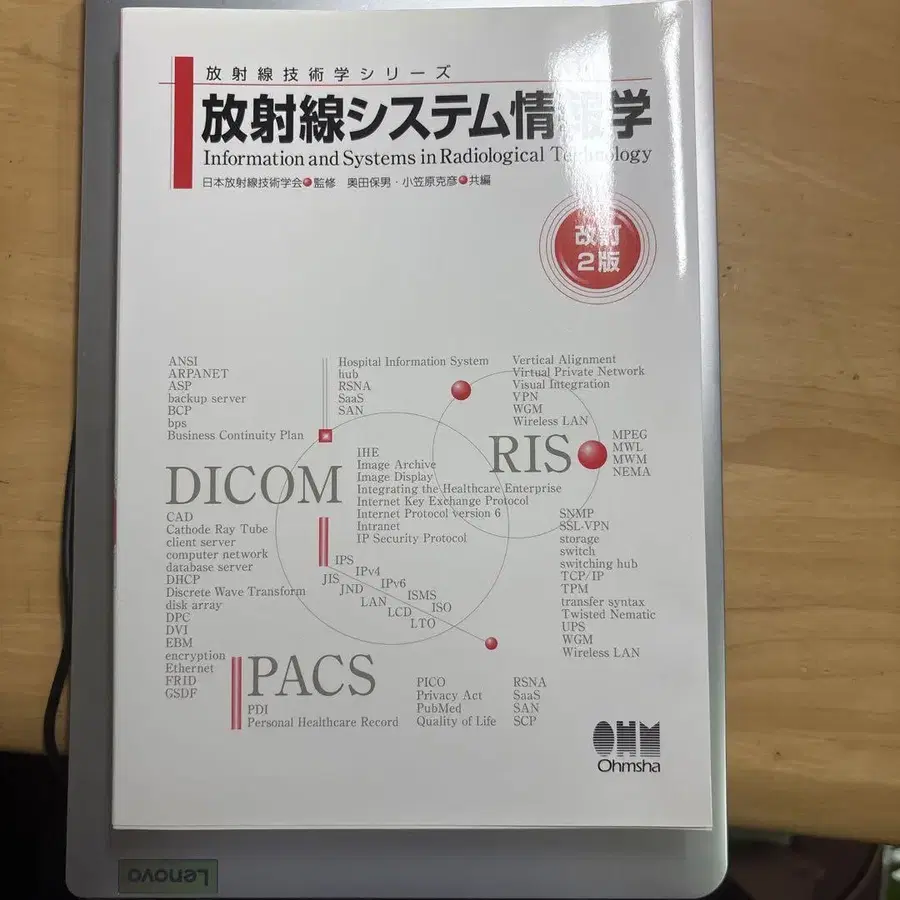 放射線技術学シリーズ
放射線システム情報学
Information and Systems in Radiological Technology
日本放射線技術学会●監修 奥田保男・小笠原克彦●共編
改訂
2版
ANSI
ARPANET
ASP
backup server
BCP
bps
Business Continuity Plan
Hospital Information System
hub
RSNA
SaaS
SAN
Vertical Alignment
Virtual Private Network
Visual Integration
VPN
WGM
Wireless LAN
RIS
MPEG
MWL
MWM
NEMA
DICOM
IHE
Image Archive
Image Display
Integrating the Healthcare Enterprise
Internet Key Exchange Protocol
Internet Protocol version 6
Intranet
IP Security Protocol
CAD
Cathode Ray Tube
client server
computer network
database server
DHCP
Discrete Wave Transform
disk array
DPC
DVI
EBM
encryption
Ethernet
FRID
GSDF
IPS
JIS
IPv4
JND
IPv6
LAN
ISMS
LCD
ISO
LTO
SNMP
SSL-VPN
storage
switch
switching hub
TCP/IP
TPM
transfer syntax
Twisted Nematic
UPS
WGM
Wireless LAN
PACS
PDI
Personal Healthcare Record
PICO
Privacy Act
PubMed
Quality of Life
RSNA
SaaS
SAN
SCP
OHM
Ohmsha
Lenovo